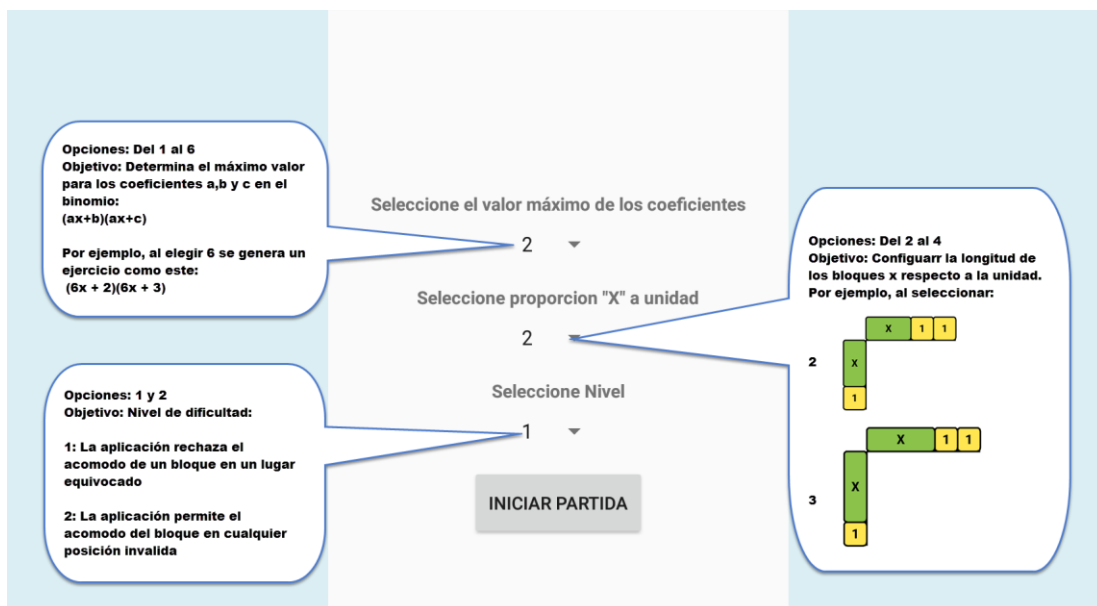 Opciones: Del 1 al 6
Objetivo: Determina el máximo valor
para los coeficientes a,b y c en el
binomio:
(ax+b)(ax+c)
Por ejemplo, al elegir 6 se genera un
ejercicio como este:
(6x + 2)(6x + 3)
Opciones: 1 y 2
Objetivo: Nivel de dificultad:
1: La aplicación rechaza el
acomodo de un bloque en un lugar
equivocado
2: La aplicación permite el
acomodo del bloque en cualquier
posición invalida
Seleccione el valor máximo de los coeficientes
2
Seleccione proporcion "X" a unidad
2
Seleccione Nivel
1
INICIAR PARTIDA
Opciones: Del 2 al 4
Objetivo: Configuarr la longitud de
los bloques x respecto a la unidad.
Por ejemplo, al seleccionar:
X 1 1
2 X
1
X 1 1
3 X
1